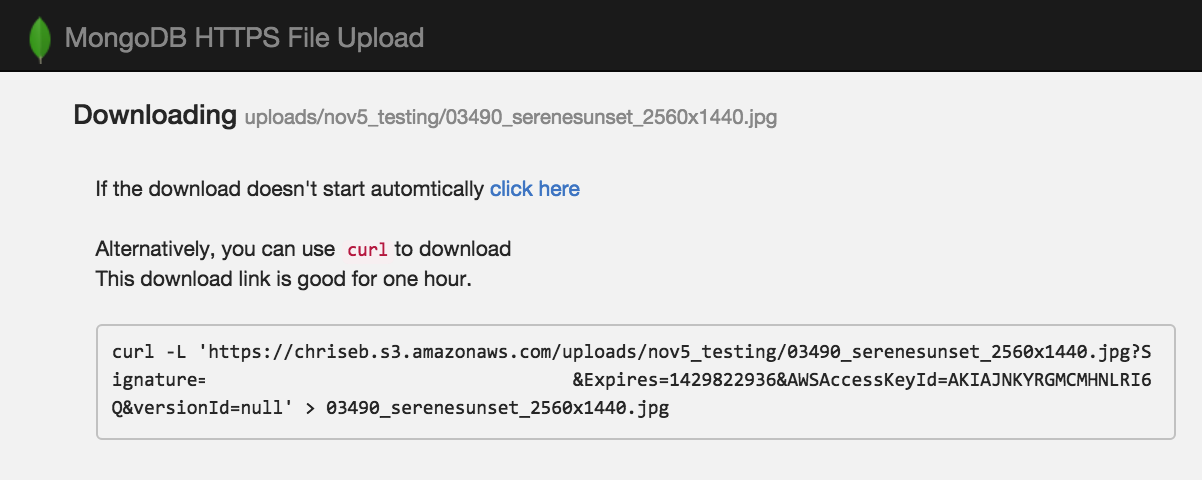 MongoDB HTTPS File Upload
Downloading uploads/nov5_testing/03490_serenesunset_2560x1440.jpg
If the download doesn't start automtically click here
Alternatively, you can use curl to download
This download link is good for one hour.
curl -L 'https://chriseb.s3.amazonaws.com/uploads/nov5_testing/03490_serenesunset_2560x1440.jpg?S
ignature= &Expires=1429822936&AWSAccessKeyId=AKIAJNKYRGMCMHNLRI6
Q&versionId=null' > 03490_serenesunset_2560x1440.jpg